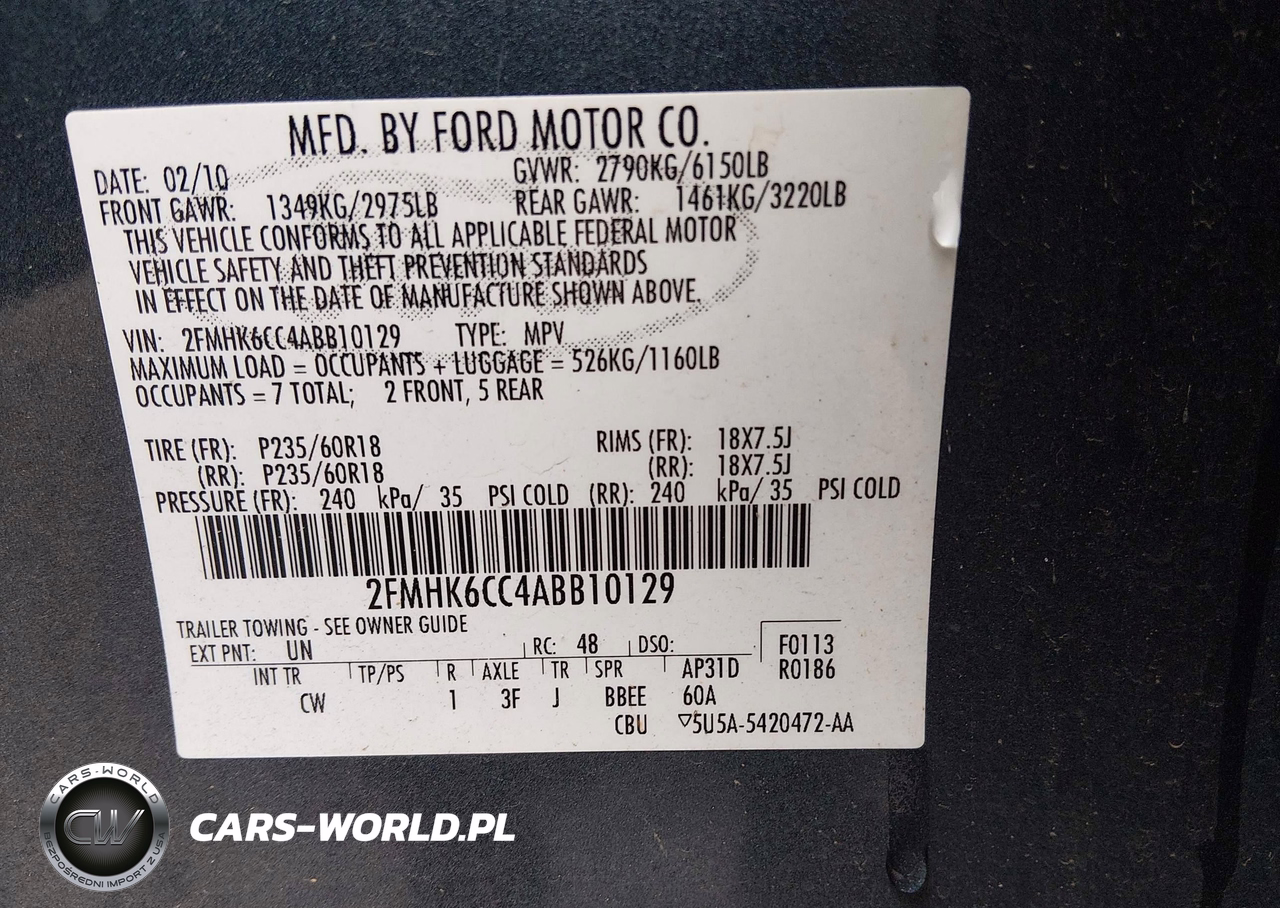 MFD. BY FORD MOTOR CO.
DATE: 02/10 GVWR: 2790KG/6150LB
FRONT GAWR: 1349KG/2975LB REAR GAWR: 1461KG/3220LB
THIS VEHICLE CONFORMS TO ALL APPLICABLE FEDERAL MOTOR
VEHICLE SAFETY AND THEFT PREVENTION STANDARDS
IN EFFECT ON THE DATE OF MANUFACTURE SHOWN ABOVE.
VIN: 2FMHK6CC4ABB10129 TYPE: MPV
MAXIMUM LOAD = OCCUPANTS + LUGGAGE = 526KG/1160LB
OCCUPANTS = 7 TOTAL; 2 FRONT, 5 REAR
TIRE (FR): P235/60R18 RIMS (FR): 18X7.5J
(RR): P235/60R18 (RR): 18X7.5J
PRESSURE (FR): 240 kPa/ 35 PSI COLD (RR): 240 kPa/ 35 PSI COLD
2FMHK6CC4ABB10129
TRAILER TOWING - SEE OWNER GUIDE
EXT PNT: UN RC: 48 DSO: F0113
INT TR TP/PS R AXLE TR SPR AP31D R0186
CW 1 3F J BBEE 60A
CBU ▽5U5A-5420472-AA
CARS-WORLD
CW
BEZPOŚREDNI IMPORT Z USA
CARS-WORLD.PL